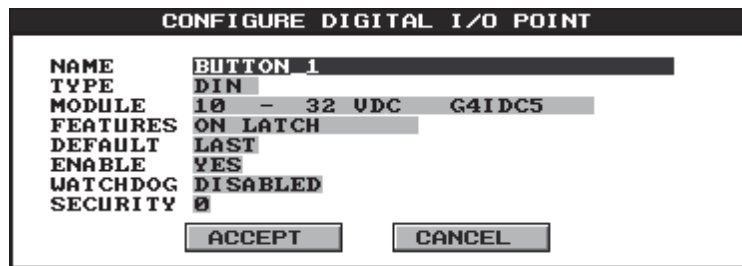 CONFIGURE DIGITAL I/O POINT
NAME BUTTON_1
TYPE DIN
MODULE 10 - 32 VDC G4IDC5
FEATURES ON LATCH
DEFAULT LAST
ENABLE YES
WATCHDOG DISABLED
SECURITY 0
ACCEPT CANCEL